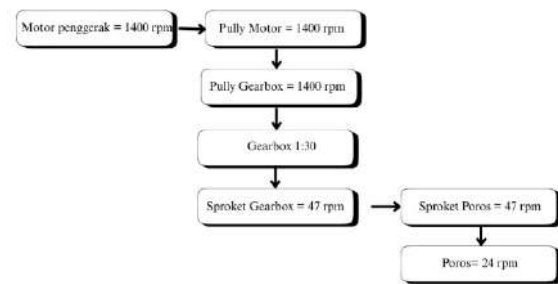 Motor penggerak = 1400 rpm
Pully Motor = 1400 rpm
Pully Gearbox = 1400 rpm
Gearbox 1:30
Sproket Gearbox = 47 rpm
Sproket Poros = 47 rpm
Poros= 24 rpm